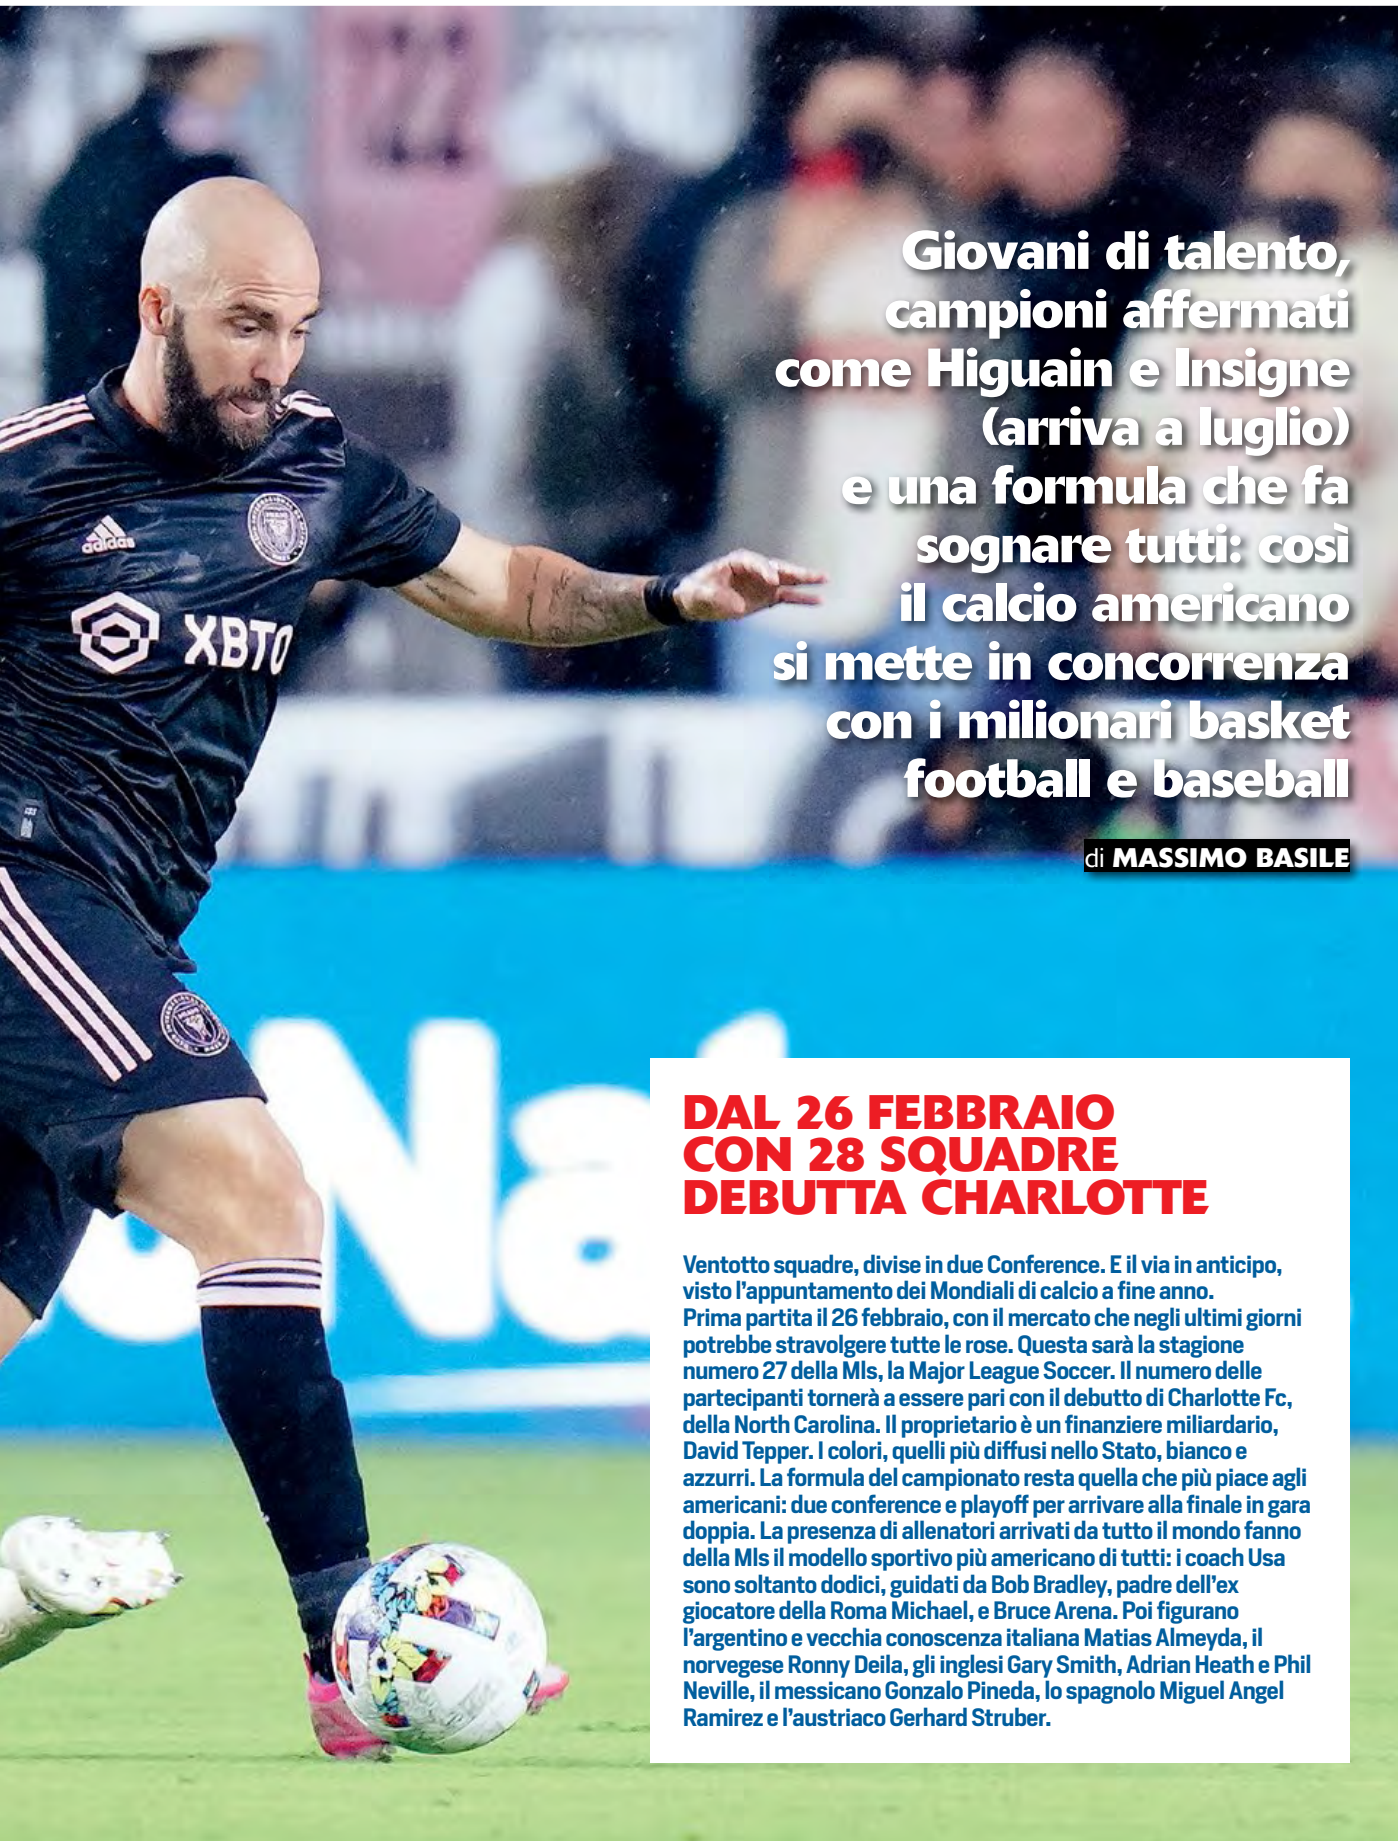 Giovani di talento,
campioni affermati
come Higuain e Insigne
(arriva a luglio)
e una formula che fa
sognare tutti: così
il calcio americano
si mette in concorrenza
con i milionari basket
football e baseball
di MASSIMO BASILE
adidas
XBTO
DAL 26 FEBBRAIO
CON 28 SQUADRE
DEBUTTA CHARLOTTE
Ventotto squadre, divise in due Conference. E il via in anticipo,
visto l'appuntamento dei Mondiali di calcio a fine anno.
Prima partita il 26 febbraio, con il mercato che negli ultimi giorni
potrebbe stravolgere tutte le rose. Questa sarà la stagione
numero 27 della Mls, la Major League Soccer. Il numero delle
partecipanti tornerà a essere pari con il debutto di Charlotte Fc,
della North Carolina. Il proprietario è un finanziere miliardario,
David Tepper. I colori, quelli più diffusi nello Stato, bianco e
azzurri. La formula del campionato resta quella che più piace agli
americani: due conference e playoff per arrivare alla finale in gara
doppia. La presenza di allenatori arrivati da tutto il mondo fanno
della Mls il modello sportivo più americano di tutti: i coach Usa
sono soltanto dodici, guidati da Bob Bradley, padre dell'ex
giocatore della Roma Michael, e Bruce Arena. Poi figurano
l'argentino e vecchia conoscenza italiana Matias Almeyda, il
norvegese Ronny Deila, gli inglesi Gary Smith, Adrian Heath e Phil
Neville, il messicano Gonzalo Pineda, lo spagnolo Miguel Angel
Ramirez e l'austriaco Gerhard Struber.